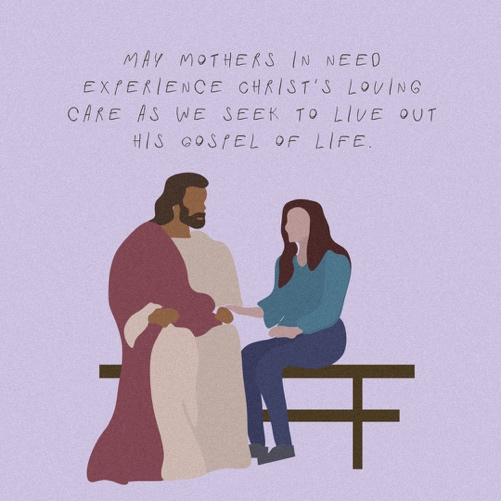 MAY MOTHERS IN NEED
EXPERIENCE CHRIST'S LOVING
CARE AS WE SEEK TO LIVE OUT
HIS GOSPEL OF LIFE.